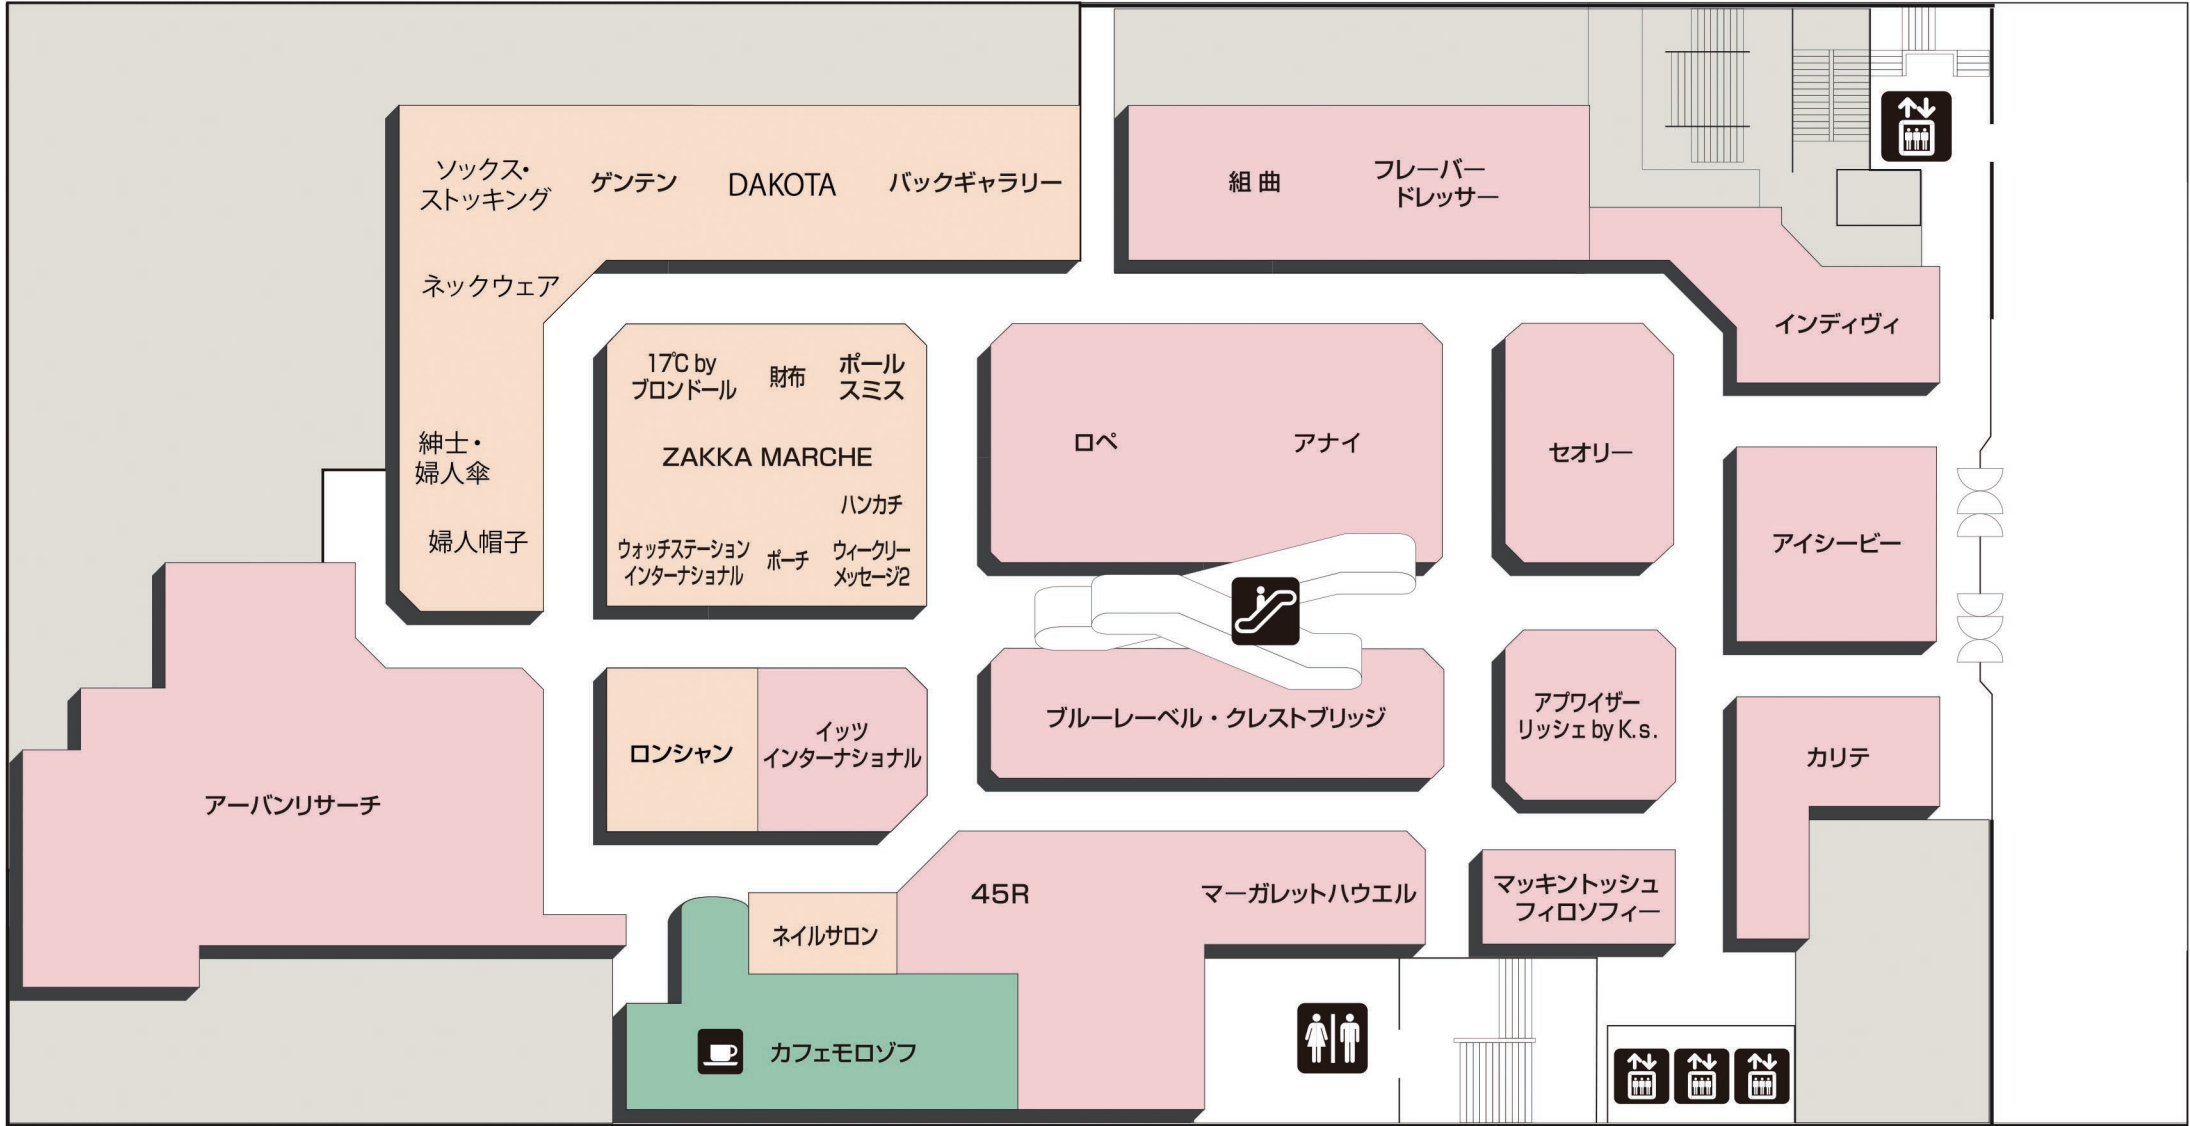 ソックス・
ストッキング
ゲンテン
DAKOTA
バックギャラリー
組曲
フレーバー
ドレッサー
ネックウェア
インディヴィ
17℃ by
ブロンドール
財布
ポール
スミス
紳士・
婦人傘
ZAKKA MARCHE
ロペ
アナイ
セオリー
ハンカチ
婦人帽子
ウォッチステーション
インターナショナル
ポーチ
ウィークリー
メッセージ2
アイシービー
アーバンリサーチ
ロンシャン
イッツ
インターナショナル
ブルーレーベル・クレストブリッジ
アプワイザー
リッシェ by K.s.
カリテ
45R
マーガレットハウエル
マッキントッシュ
フィロソフィー
ネイルサロン
カフェモロゾフ